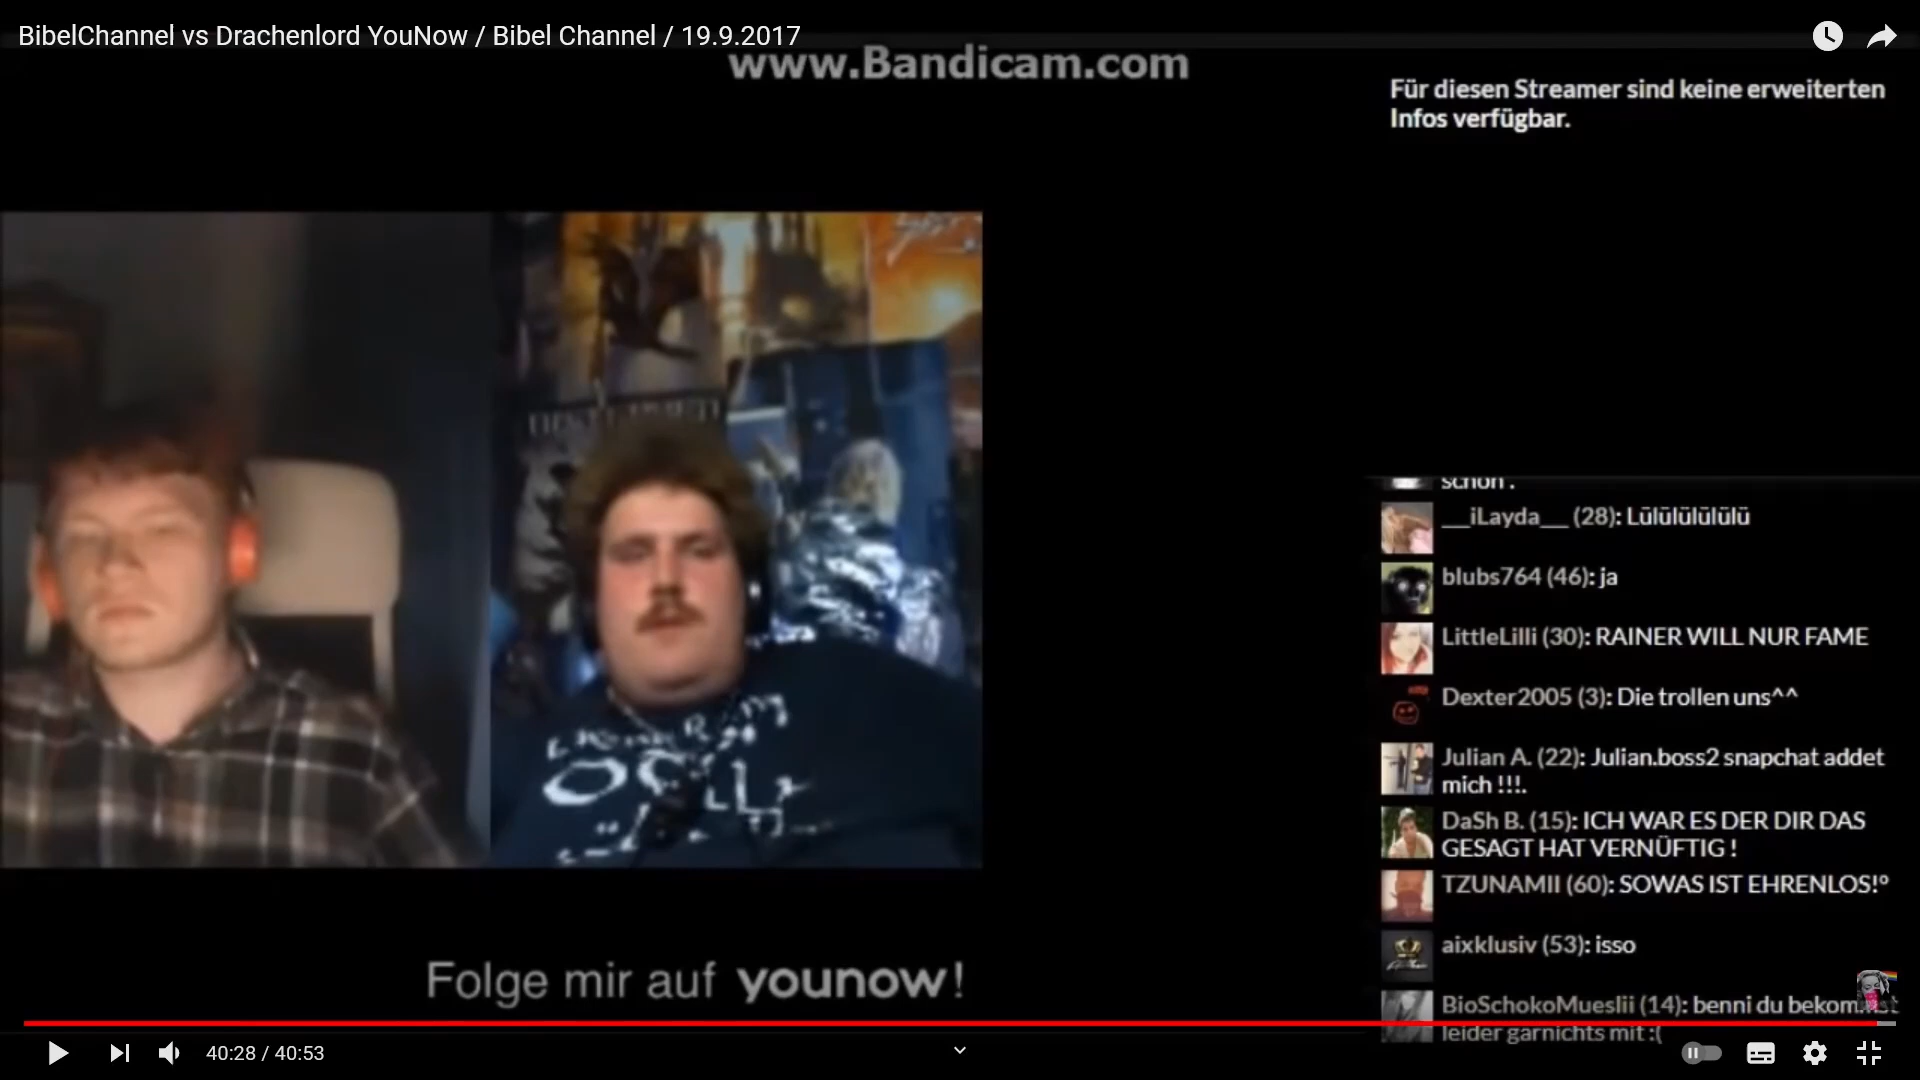 BibelChannel vs Drachenlord YouNow / Bibel Channel / 19.9.2017
www.Bandicam.com
Für diesen Streamer sind keine erweiterten
Infos verfügbar.
schon .
__iLayda__ (28): Lülülülülülü
blubs764 (46): ja
LittleLilli (30): RAINER WILL NUR FAME
Dexter2005 (3): Die trollen uns^^
Julian A. (22): Julian.boss2 snapchat addet
mich !!!.
DaSh B. (15): ICH WAR ES DER DIR DAS
GESAGT HAT VERNÜFTIG !
TZUNAMII (60): SOWAS IST EHRENLOS!°
aixklusiv (53): isso
BioSchokoMueslii (14): benni du bekommst
leider garnichts mit :(
Folge mir auf younow!
40:28 / 40:53